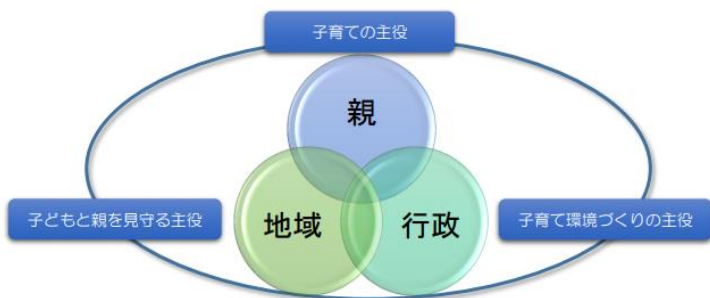 子育ての主役
親
地域
行政
子どもと親を見守る主役
子育て環境づくりの主役